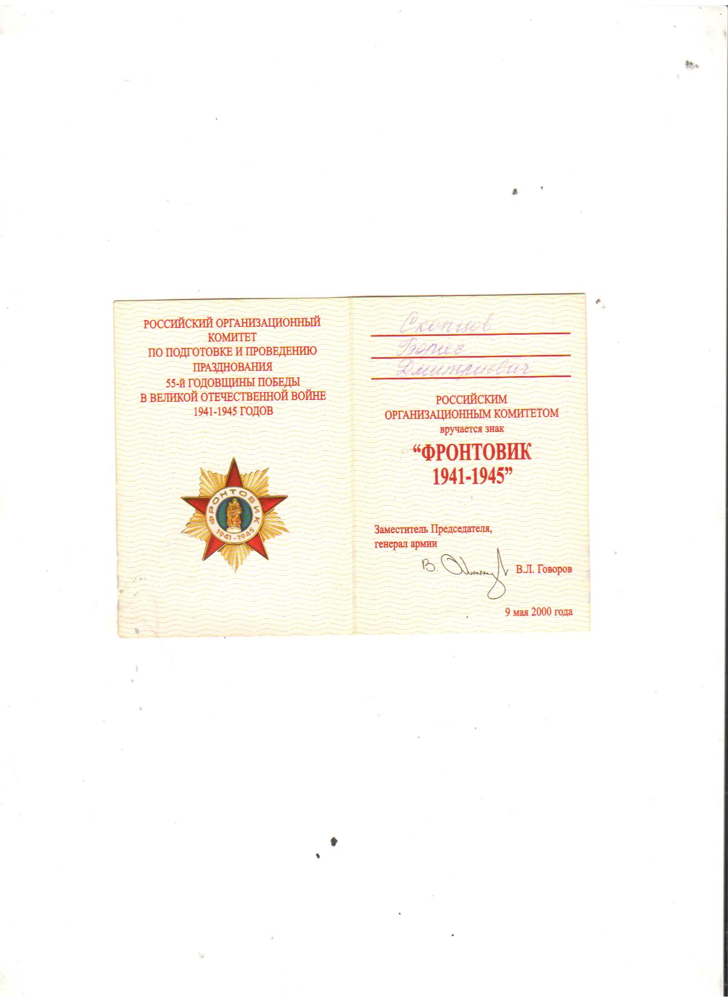 РОССИЙСКИЙ ОРГАНИЗАЦИОННЫЙ
КОМИТЕТ
ПО ПОДГОТОВКЕ И ПРОВЕДЕНИЮ
ПРАЗДНОВАНИЯ
55-й ГОДОВЩИНЫ ПОБЕДЫ
В ВЕЛИКОЙ ОТЕЧЕСТВЕННОЙ ВОЙНЕ
1941-1945 ГОДОВ
ФРОНТОВИК
1941-1945
Скопцов
Борис
Дмитриевич
РОССИЙСКИМ
ОРГАНИЗАЦИОННЫМ КОМИТЕТОМ
вручается знак
“ФРОНТОВИК
1941-1945”
Заместитель Председателя,
генерал армии
В.Л. Говоров
9 мая 2000 года